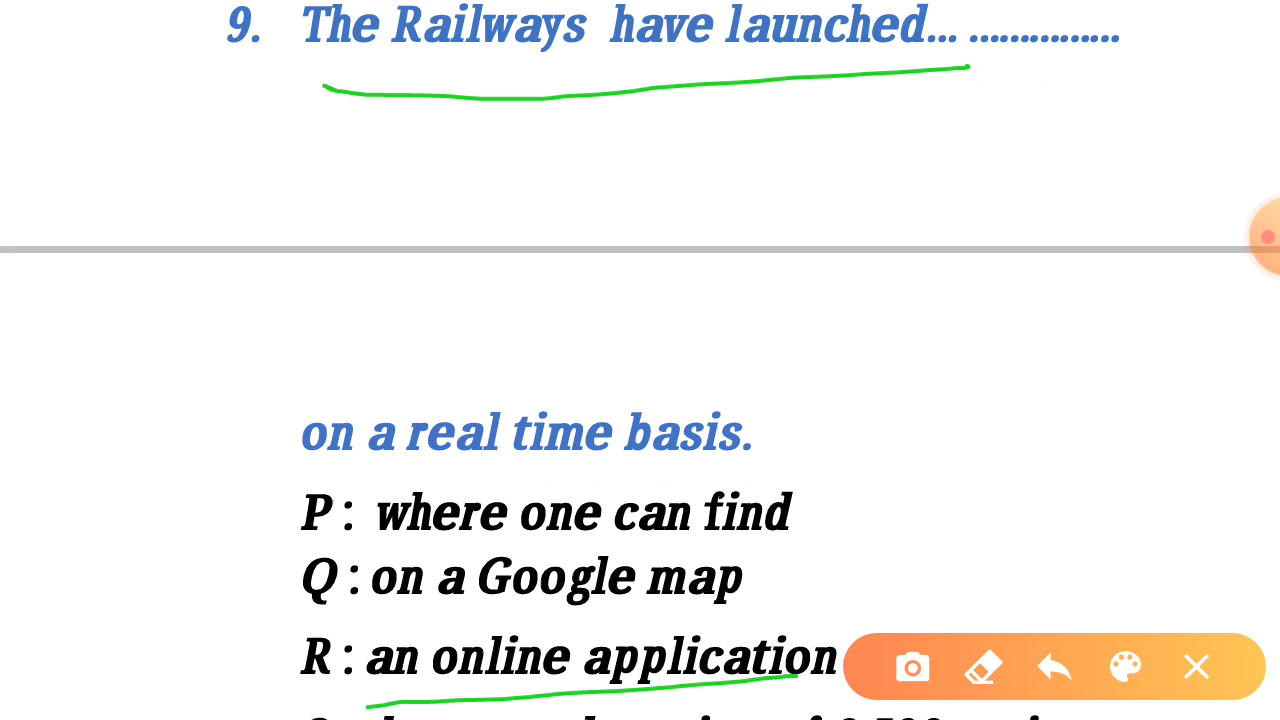 9. The Railways have launched... ...............
on a real time basis.
P : where one can find
Q : on a Google map
R : an online application